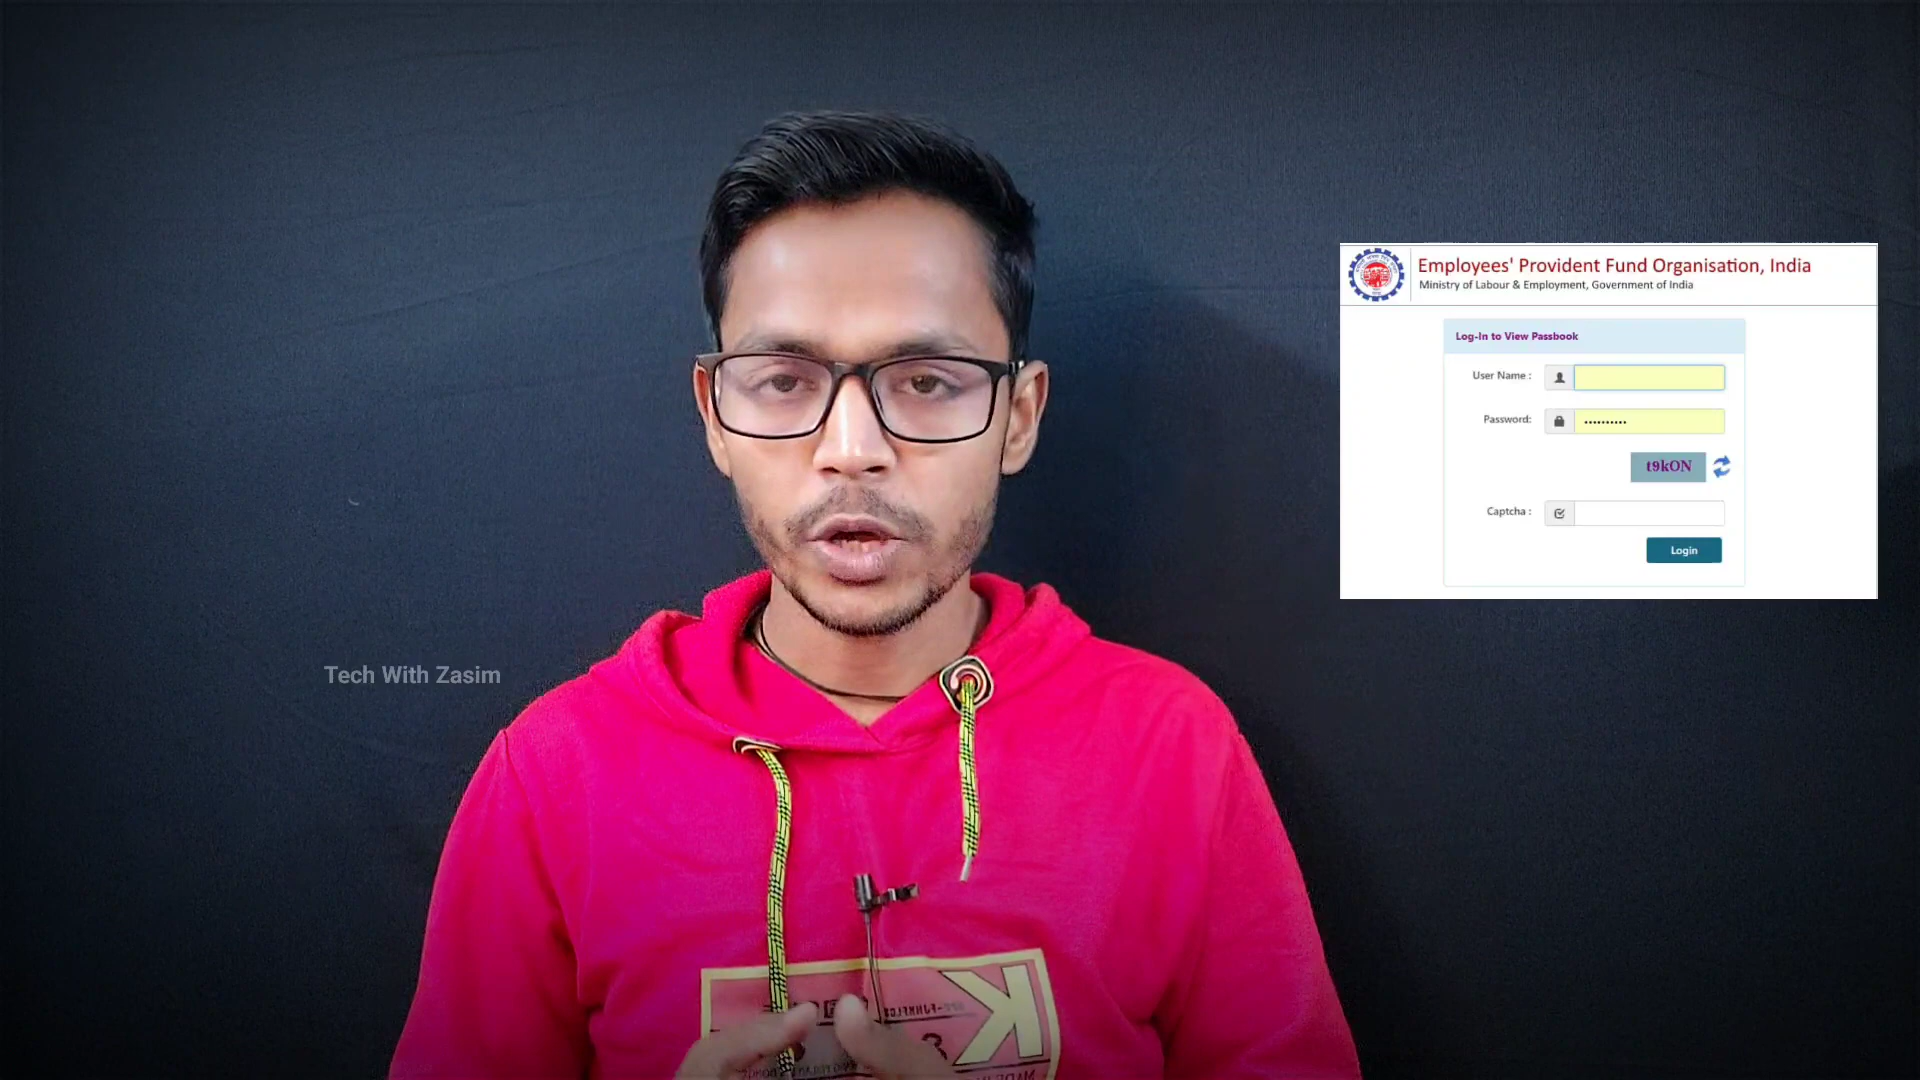 Employees' Provident Fund Organisation, India
Ministry of Labour & Employment, Government of India
Log-In to View Passbook
User Name :
Password:
t9kON
Captcha :
Login
Tech With Zasim
K